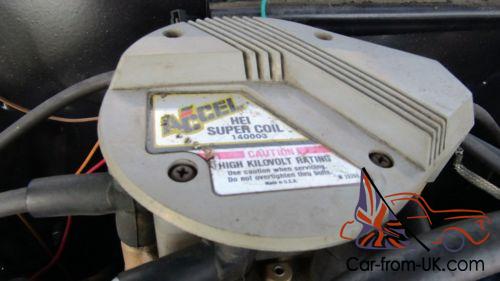 ACCEL
HEI
SUPER COIL
140003
CAUTION
HIGH KILOVOLT RATING
Use caution when servicing.
Do not overtighten thru bolts.
Made in U.S.A.
Car-from-UK.com